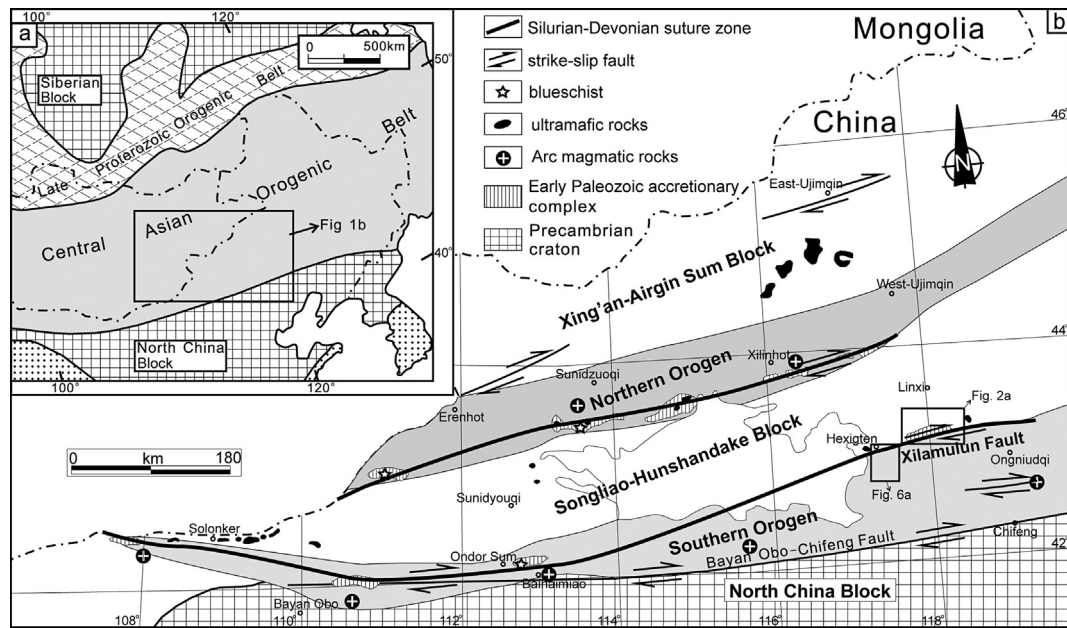 a
100°
120°
0 500km
50°
Siberian
Block
Late Proterozoic Orogenic Belt
Central Asian Orogenic Belt
Fig 1b
40°
North China
Block
100°
120°
b
Silurian-Devonian suture zone
strike-slip fault
blueschist
ultramafic rocks
Arc magmatic rocks
Early Paleozoic accretionary
complex
Precambrian
craton
Mongolia
China
N
46°
East-Ujimqin
Xing'an-Airgin Sum Block
West-Ujimqin
44°
Xilinhot
Sunidzuoqi
Northern Orogen
Erenhot
Linxi
Fig. 2a
Hexigten
Xilamulun Fault
Ongniudqi
Fig. 6a
Songliao-Hunshandake Block
0 km 180
Sunidyouqi
Solonker
Southern Orogen
Ondor Sum
Bainaimiao
Bayan Obo-Chifeng Fault
Chifeng
42°
North China Block
Bayan Obo
108°
110°
112°
114°
116°
118°